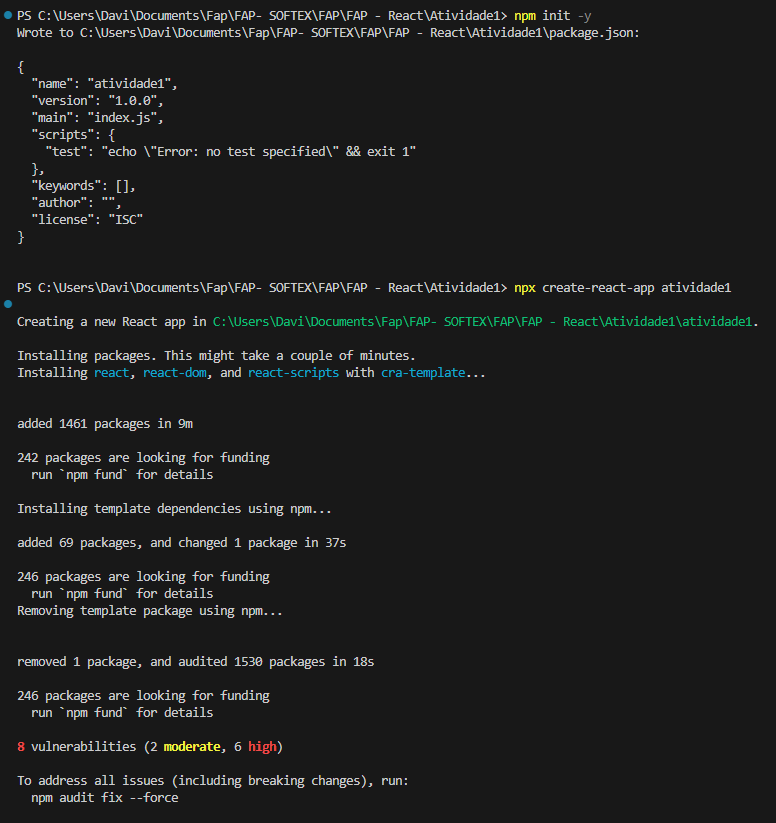 PS C:\Users\Davi\Documents\Fap\FAP- SOFTEX\FAP\FAP - React\Atividade1> npm init -y
Wrote to C:\Users\Davi\Documents\Fap\FAP- SOFTEX\FAP\FAP - React\Atividade1\package.json:

{
  "name": "atividade1",
  "version": "1.0.0",
  "main": "index.js",
  "scripts": {
    "test": "echo \"Error: no test specified\" && exit 1"
  },
  "keywords": [],
  "author": "",
  "license": "ISC"
}

PS C:\Users\Davi\Documents\Fap\FAP- SOFTEX\FAP\FAP - React\Atividade1> npx create-react-app atividade1

Creating a new React app in C:\Users\Davi\Documents\Fap\FAP- SOFTEX\FAP\FAP - React\Atividade1\atividade1.

Installing packages. This might take a couple of minutes.
Installing react, react-dom, and react-scripts with cra-template...

added 1461 packages in 9m

242 packages are looking for funding
  run `npm fund` for details

Installing template dependencies using npm...

added 69 packages, and changed 1 package in 37s

246 packages are looking for funding
  run `npm fund` for details
Removing template package using npm...

removed 1 package, and audited 1530 packages in 18s

246 packages are looking for funding
  run `npm fund` for details

8 vulnerabilities (2 moderate, 6 high)

To address all issues (including breaking changes), run:
  npm audit fix --force